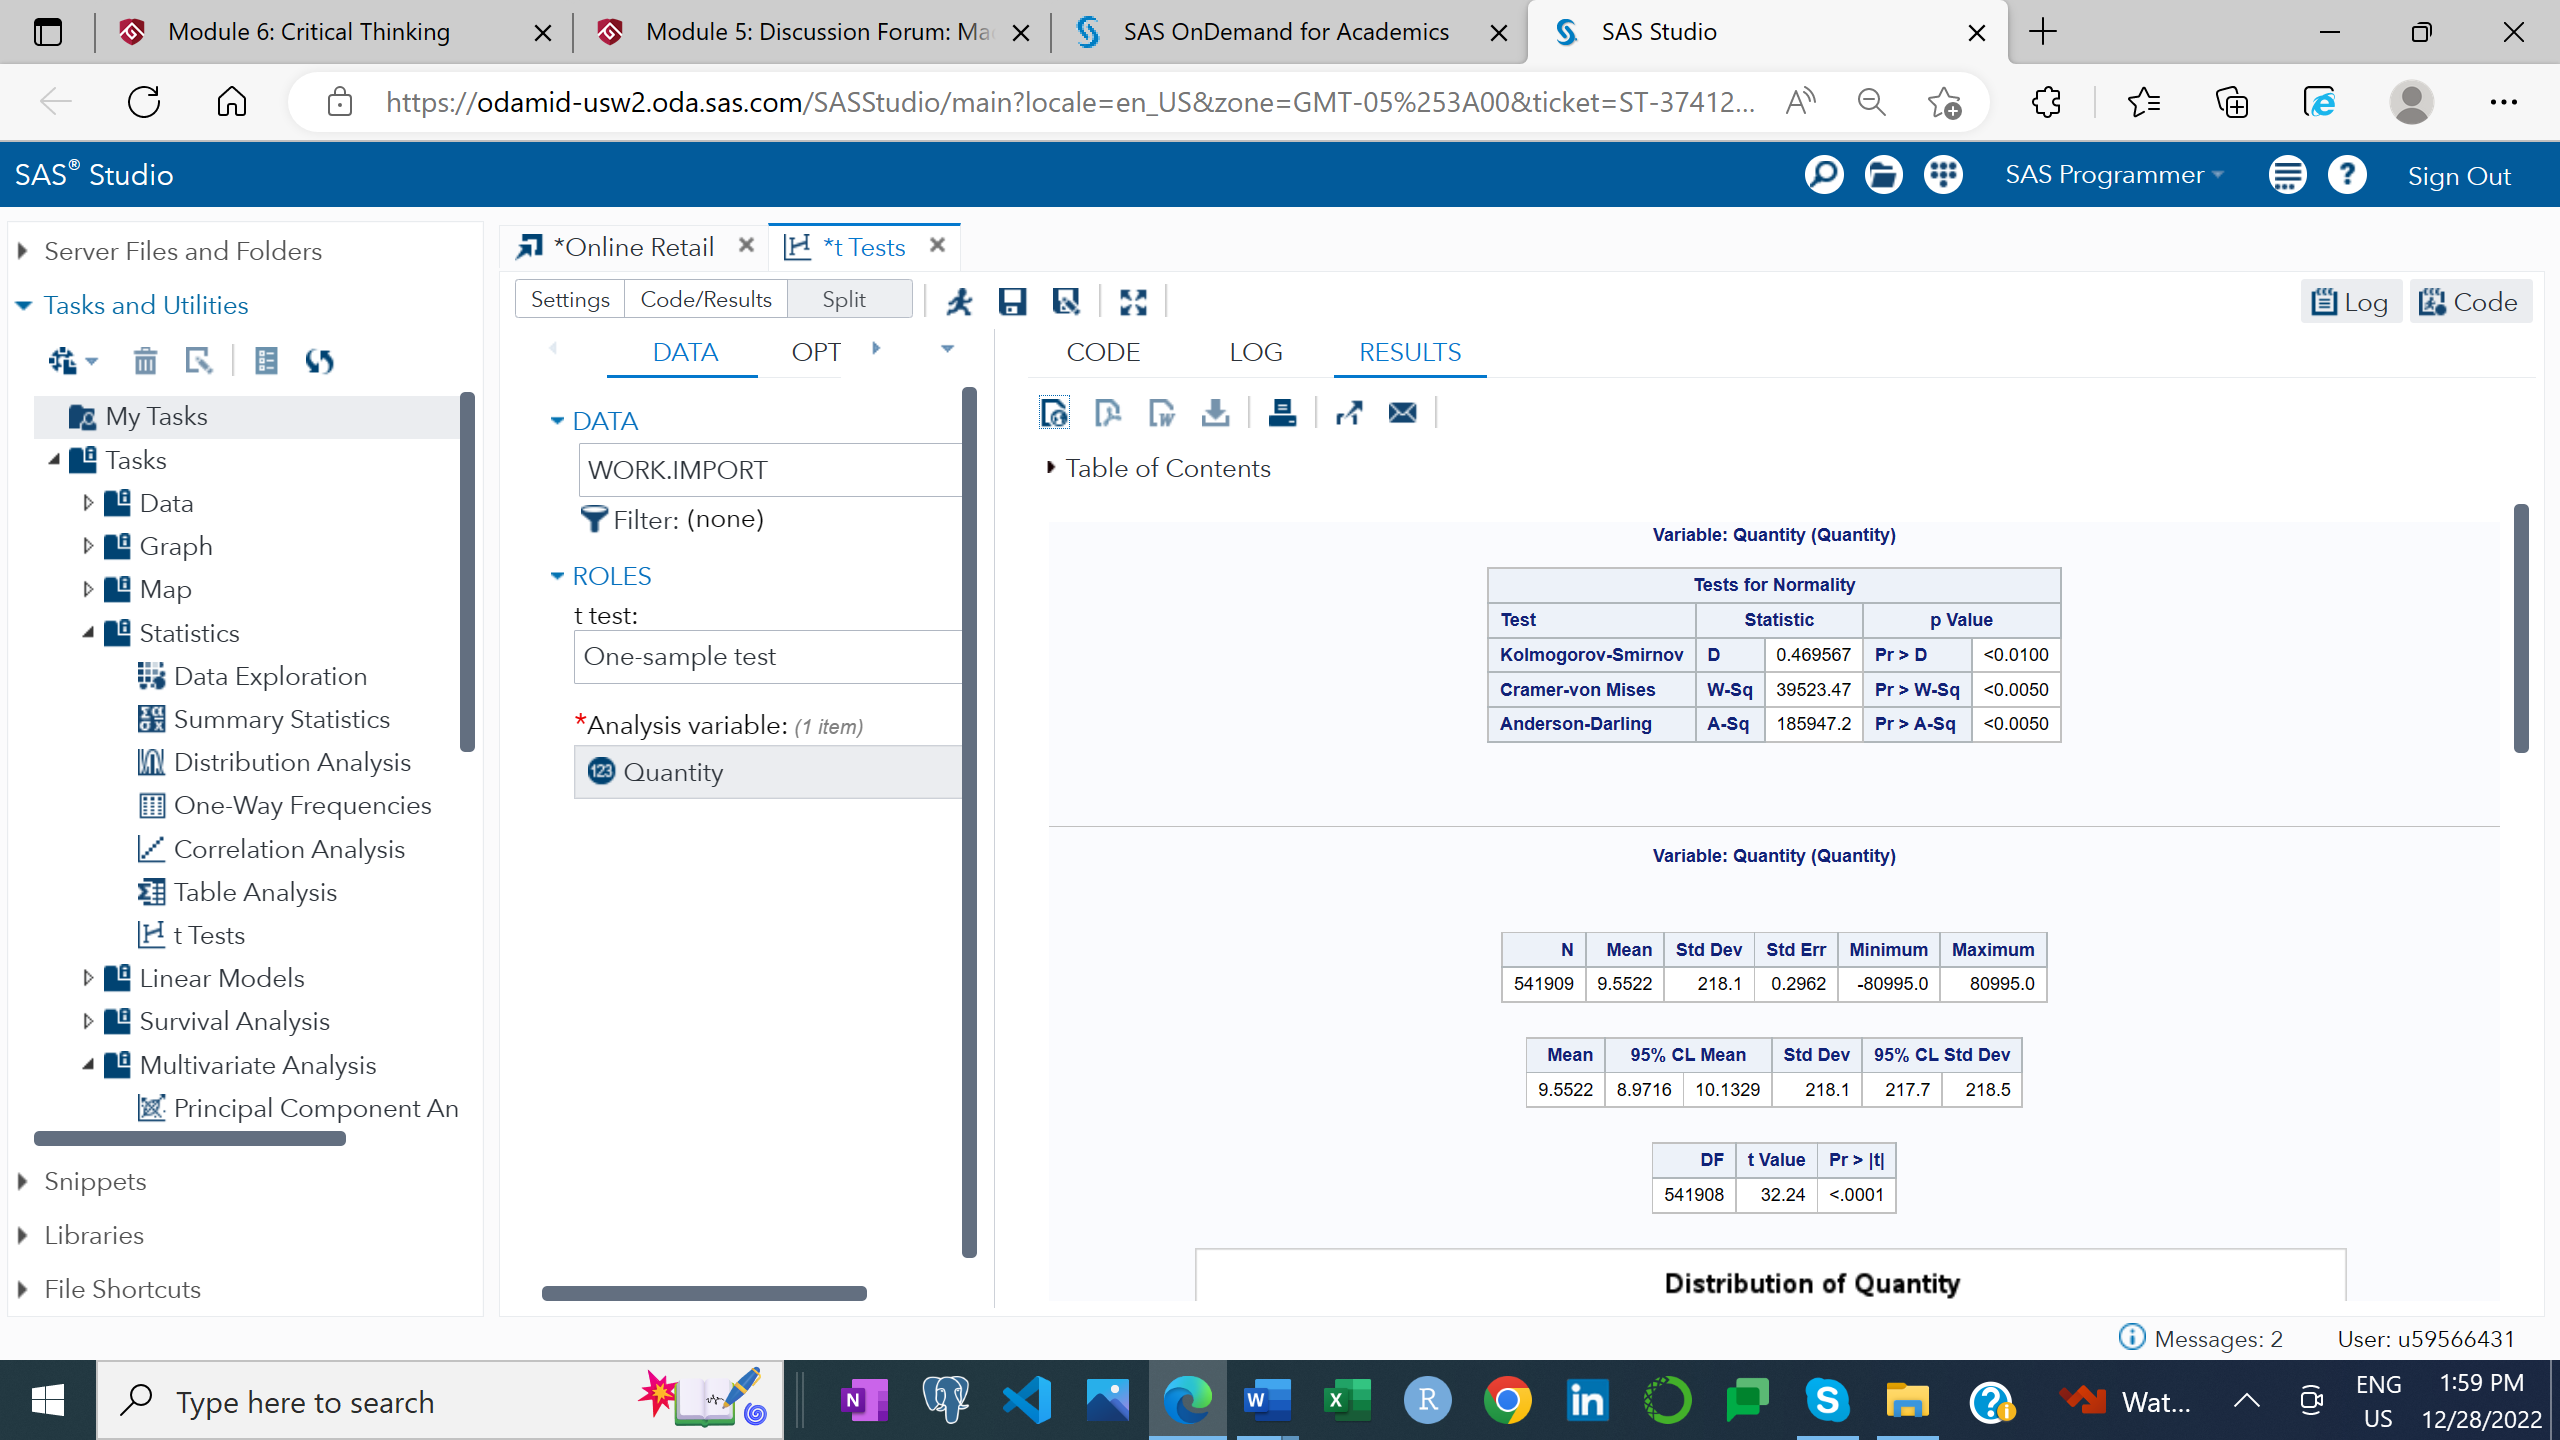 Module 6: Critical Thinking
Module 5: Discussion Forum: Ma
SAS OnDemand for Academics
SAS Studio
https://odamid-usw2.oda.sas.com/SASStudio/main?locale=en_US&zone=GMT-05%253A00&ticket=ST-37412...
SAS® Studio
SAS Programmer
Sign Out
Server Files and Folders
Tasks and Utilities
My Tasks
Tasks
Data
Graph
Map
Statistics
Data Exploration
Summary Statistics
Distribution Analysis
One-Way Frequencies
Correlation Analysis
Table Analysis
t Tests
Linear Models
Survival Analysis
Multivariate Analysis
Principal Component An
Snippets
Libraries
File Shortcuts
*Online Retail
*t Tests
Settings Code/Results Split
Log Code
DATA OPT
DATA
WORK.IMPORT
Filter: (none)
ROLES
t test:
One-sample test
*Analysis variable: (1 item)
123 Quantity
CODE LOG RESULTS
Table of Contents
Variable: Quantity (Quantity)
Tests for Normality
Test Statistic p Value
Kolmogorov-Smirnov D 0.469567 Pr > D <0.0100
Cramer-von Mises W-Sq 39523.47 Pr > W-Sq <0.0050
Anderson-Darling A-Sq 185947.2 Pr > A-Sq <0.0050
Variable: Quantity (Quantity)
N Mean Std Dev Std Err Minimum Maximum
541909 9.5522 218.1 0.2962 -80995.0 80995.0
Mean 95% CL Mean Std Dev 95% CL Std Dev
9.5522 8.9716 10.1329 218.1 217.7 218.5
DF t Value Pr > |t|
541908 32.24 <.0001
Distribution of Quantity
Messages: 2
User: u59566431
Type here to search
Wat...
ENG
US
1:59 PM
12/28/2022